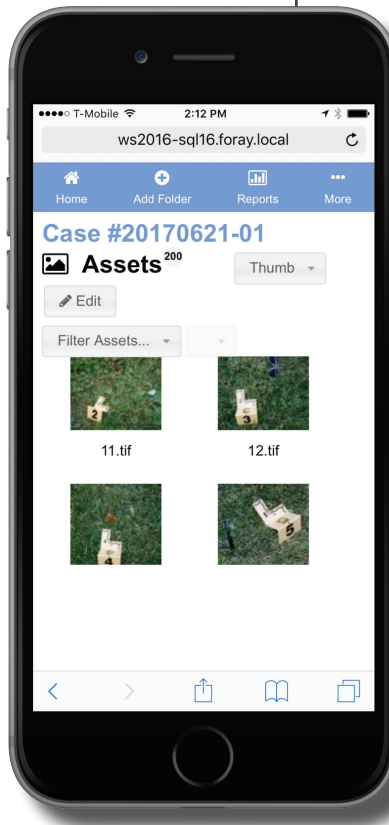 T-Mobile 2:12 PM
ws2016-sql16.foray.local
Home Add Folder Reports More
Case #20170621-01
Assets 200
Thumb
Edit
Filter Assets...
2
3
11.tif 12.tif
4
5